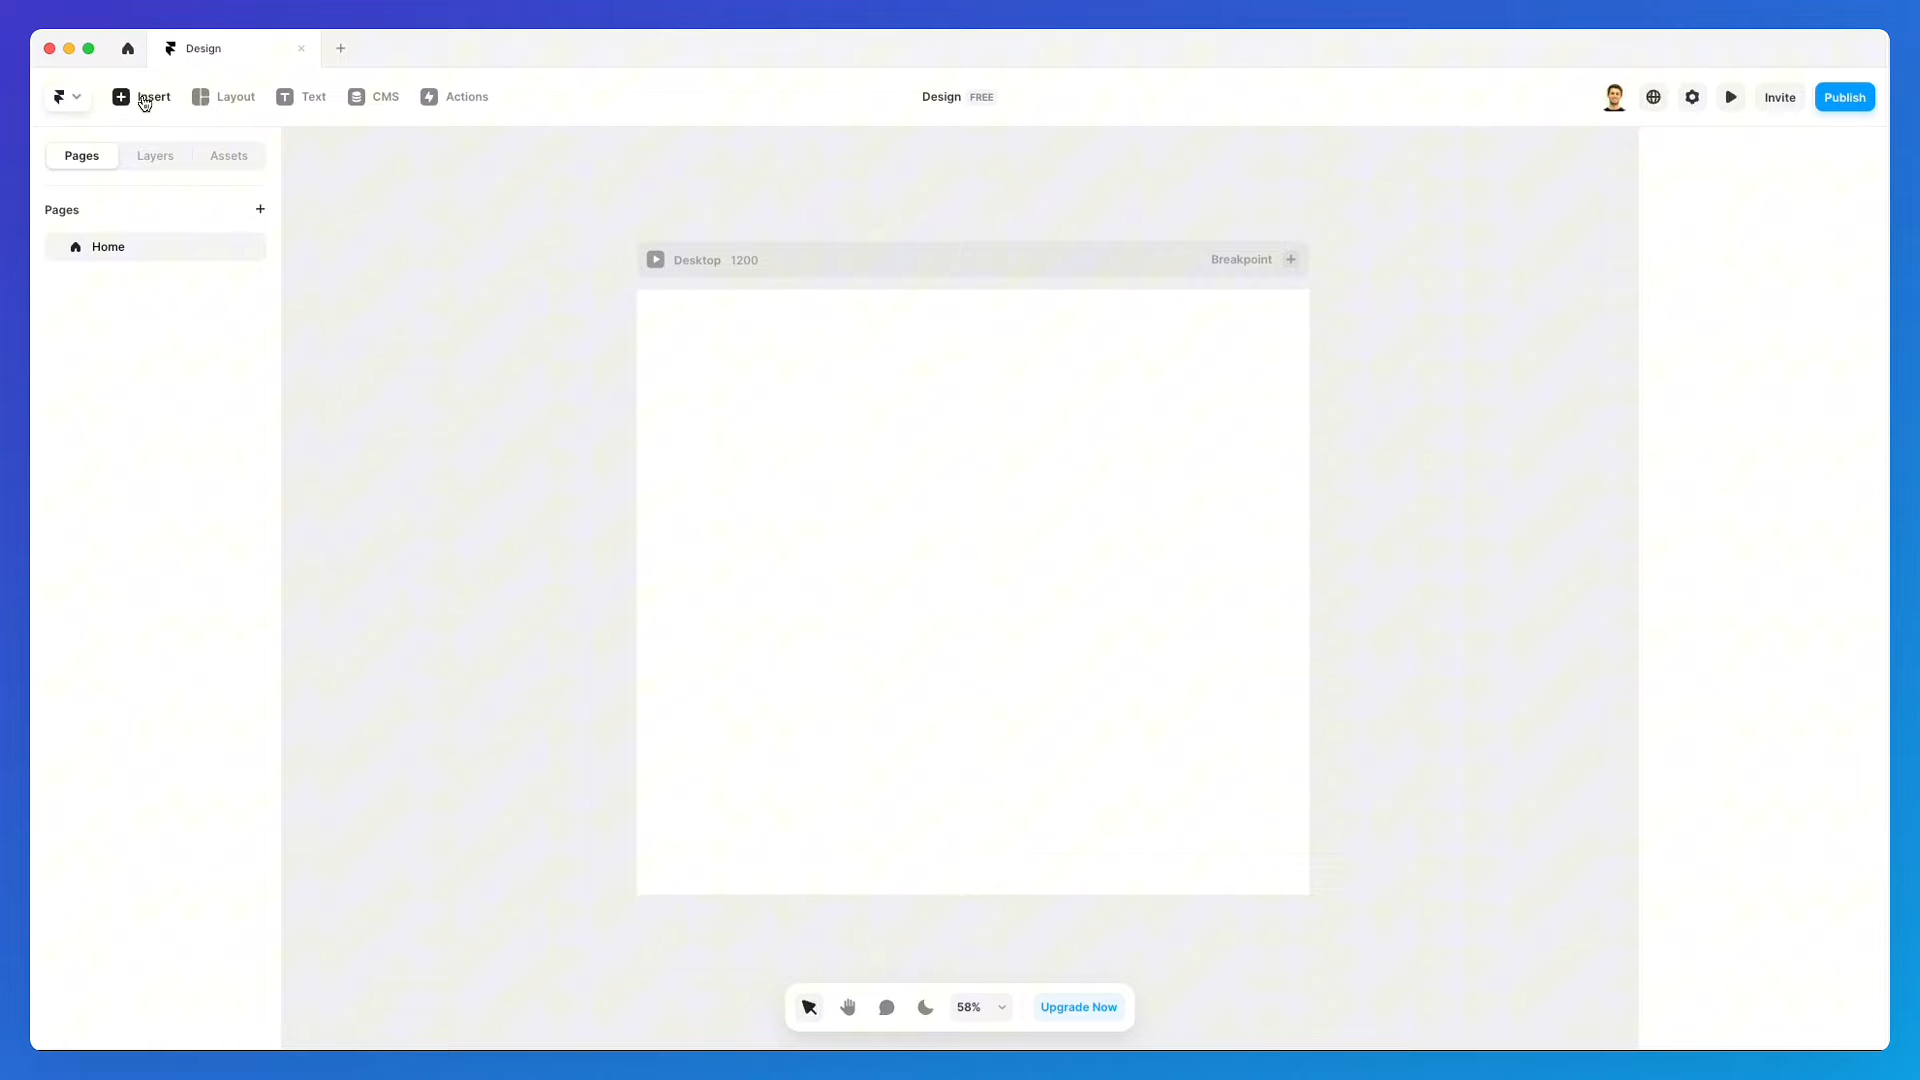 Design
Insert Layout Text CMS Actions Design FREE Invite Publish
Pages Layers Assets
Pages
Home
Desktop 1200 Breakpoint
58% Upgrade Now